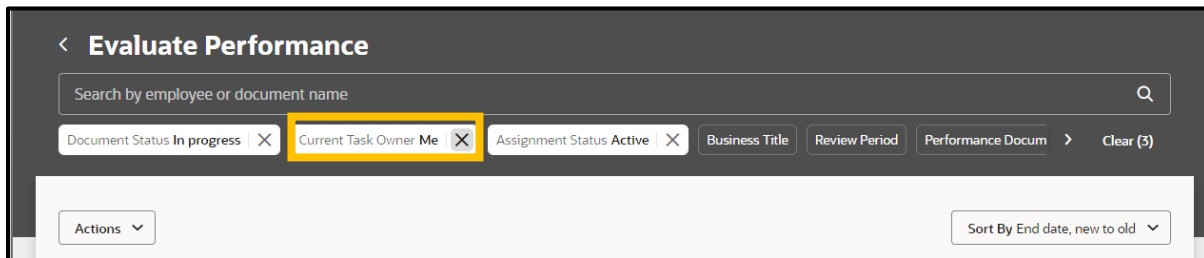 Evaluate Performance
Search by employee or document name
Document Status In progress Current Task Owner Me Assignment Status Active Business Title Review Period Performance Docum Clear (3)
Actions Sort By End date, new to old